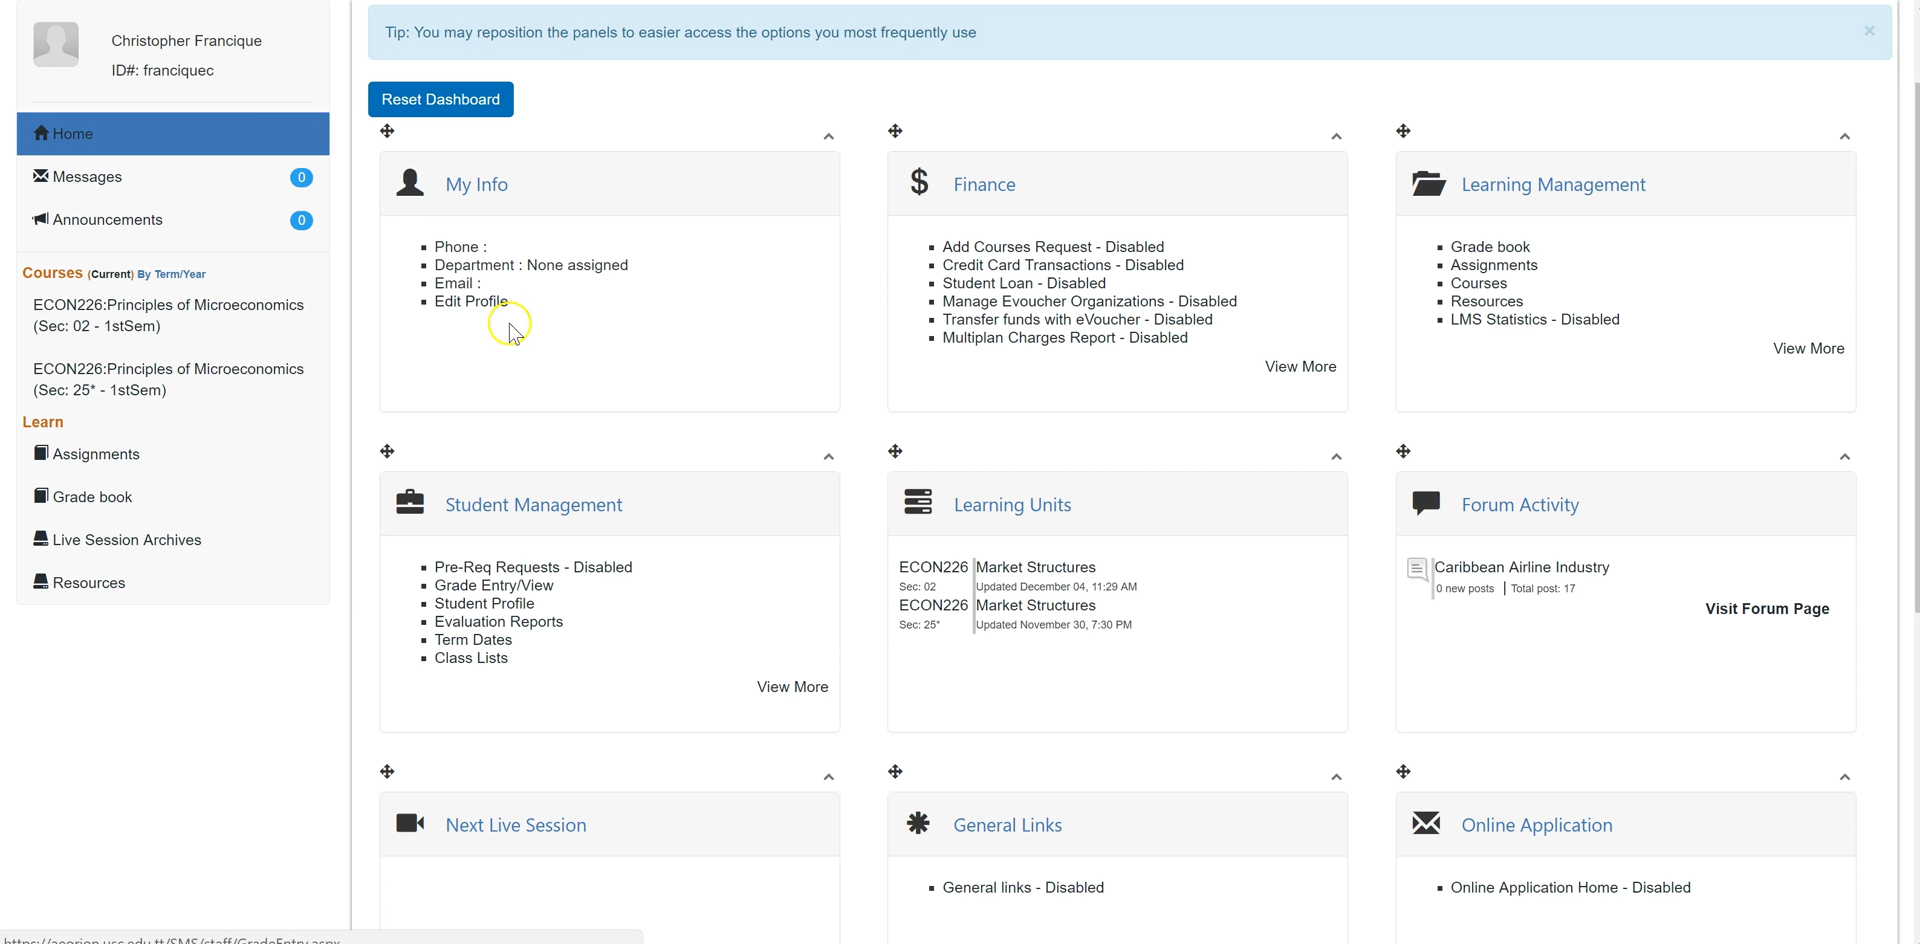 Christopher Francique
ID#: franciquec
Home
Messages 0
Announcements 0
Courses (Current) By Term/Year
ECON226:Principles of Microeconomics
(Sec: 02 - 1stSem)
ECON226:Principles of Microeconomics
(Sec: 25* - 1stSem)
Learn
Assignments
Grade book
Live Session Archives
Resources
Tip: You may reposition the panels to easier access the options you most frequently use
Reset Dashboard
My Info
Phone :
Department : None assigned
Email :
Edit Profile
Finance
Add Courses Request - Disabled
Credit Card Transactions - Disabled
Student Loan - Disabled
Manage Evoucher Organizations - Disabled
Transfer funds with eVoucher - Disabled
Multiplan Charges Report - Disabled
View More
Learning Management
Grade book
Assignments
Courses
Resources
LMS Statistics - Disabled
View More
Student Management
Pre-Req Requests - Disabled
Grade Entry/View
Student Profile
Evaluation Reports
Term Dates
Class Lists
View More
Learning Units
ECON226 Market Structures
Sec: 02 Updated December 04, 11:29 AM
ECON226 Market Structures
Sec: 25* Updated November 30, 7:30 PM
Forum Activity
Caribbean Airline Industry
0 new posts | Total post: 17
Visit Forum Page
Next Live Session
General Links
General links - Disabled
Online Application
Online Application Home - Disabled
https://aeorion.usc.edu.tt/SMS/staff/GradeEntry.aspx